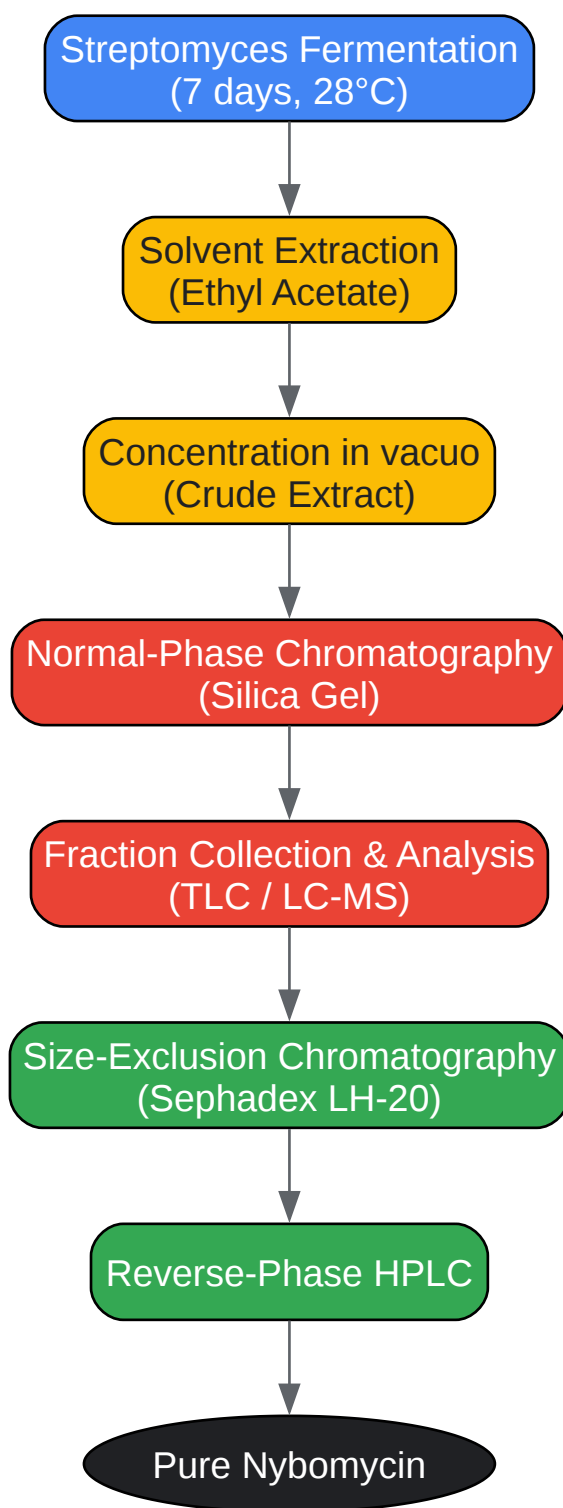 Streptomyces Fermentation
(7 days, 28°C)
Solvent Extraction
(Ethyl Acetate)
Concentration in vacuo
(Crude Extract)
Normal-Phase Chromatography
(Silica Gel)
Fraction Collection & Analysis
(TLC / LC-MS)
Size-Exclusion Chromatography
(Sephadex LH-20)
Reverse-Phase HPLC
Pure Nybomycin